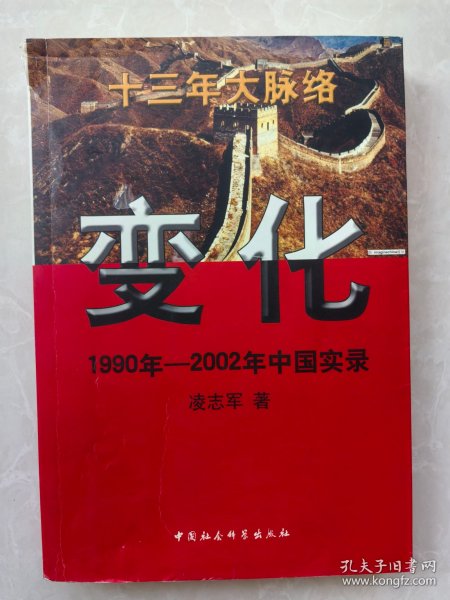 十三年大脉络
变化
1990年—2002年中国实录
凌志军 著
中国社会科学出版社
孔夫子旧书网
www.kongfz.com